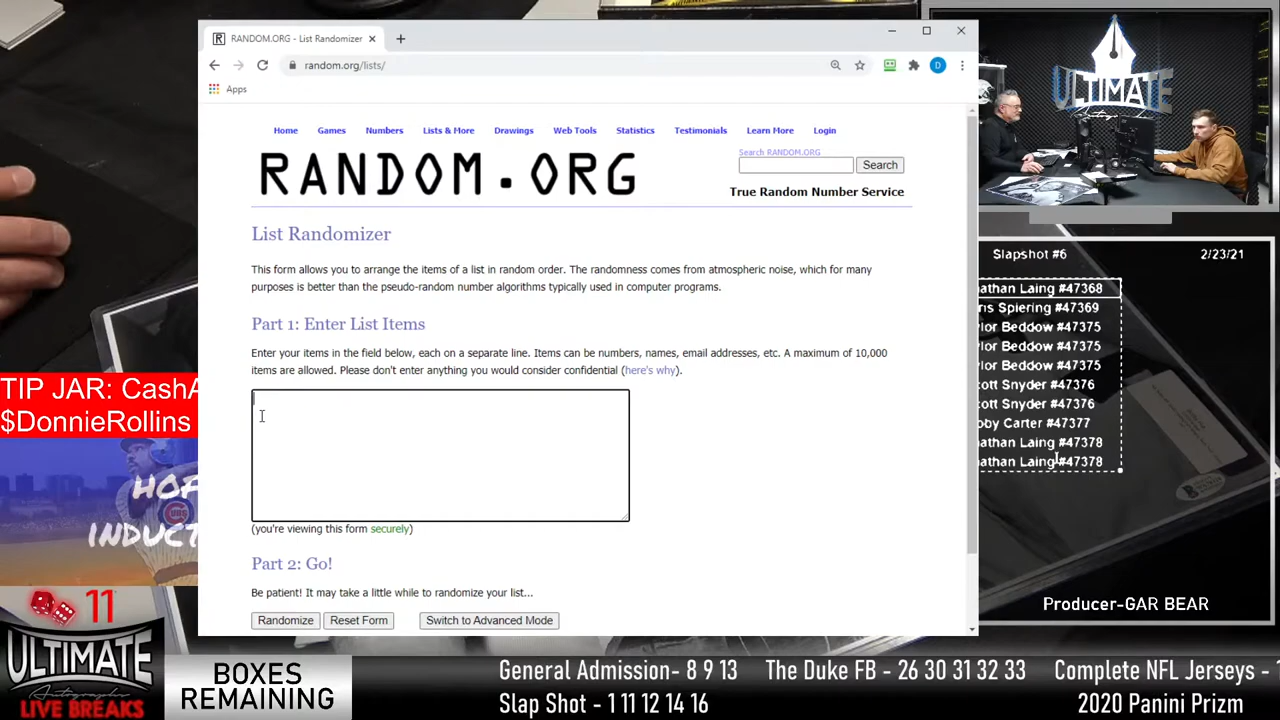 RANDOM.ORG - List Randomizer
random.org/lists/
D
Apps
Home Games Numbers Lists & More Drawings Web Tools Statistics Testimonials Learn More Login
RANDOM.ORG
Search RANDOM.ORG
Search
True Random Number Service
List Randomizer
This form allows you to arrange the items of a list in random order. The randomness comes from atmospheric noise, which for many
purposes is better than the pseudo-random number algorithms typically used in computer programs.
Part 1: Enter List Items
Enter your items in the field below, each on a separate line. Items can be numbers, names, email addresses, etc. A maximum of 10,000
items are allowed. Please don't enter anything you would consider confidential (here's why).
(you're viewing this form securely)
Part 2: Go!
Be patient! It may take a little while to randomize your list...
Randomize Reset Form Switch to Advanced Mode
ULTIMATE
Slapshot #6 2/23/21
athan Laing #47368
ris Spiering #47369
lor Beddow #47375
lor Beddow #47375
lor Beddow #47375
ott Snyder #47376
ott Snyder #47376
oby Carter #47377
athan Laing #47378
athan Laing #47378
Producer-GAR BEAR
TIP JAR: CashA
$DonnieRollins
HOF
INDUCT
11
ULTIMATE
Autographs
LIVE BREAKS
BOXES
REMAINING
General Admission- 8 9 13 The Duke FB - 26 30 31 32 33 Complete NFL Jerseys -
Slap Shot - 1 11 12 14 16 2020 Panini Prizm